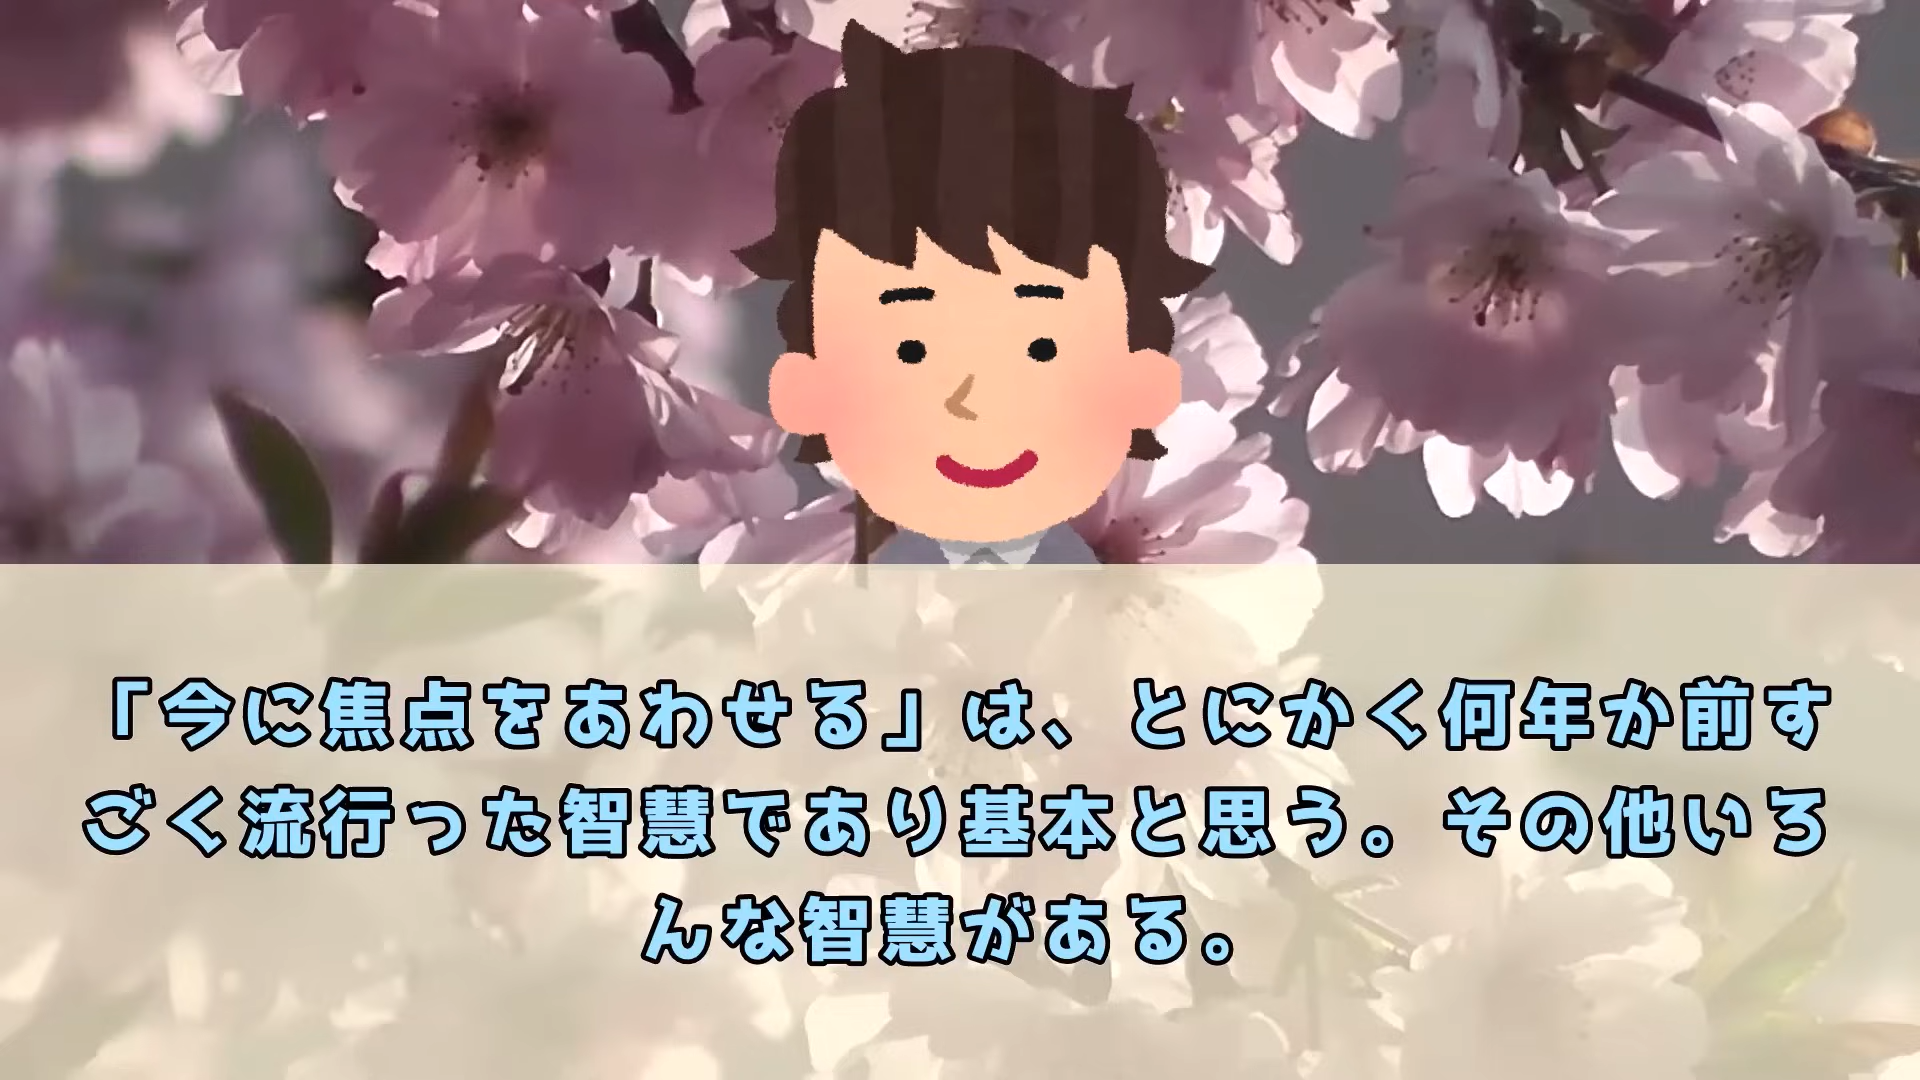 「今に焦点をあわせる」は、とにかく何年か前す
ごく流行った智慧であり基本と思う。その他いろ
んな智慧がある。